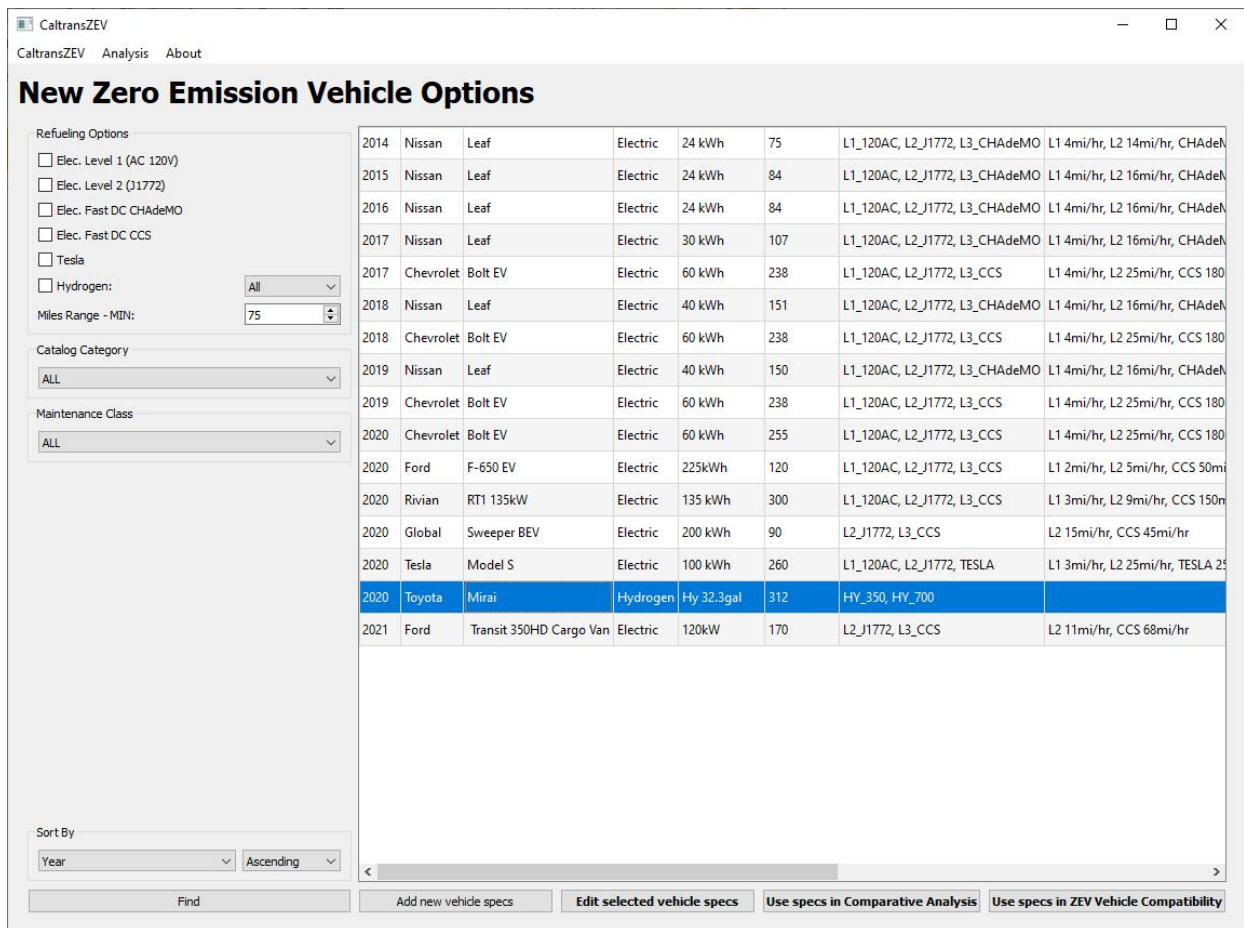 CaltransZEV
CaltransZEV Analysis About
New Zero Emission Vehicle Options
Refueling Options
Elec. Level 1 (AC 120V)
Elec. Level 2 (J1772)
Elec. Fast DC CHAdeMO
Elec. Fast DC CCS
Tesla
Hydrogen: All
Miles Range - MIN: 75
Catalog Category
ALL
Maintenance Class
ALL
Sort By
Year Ascending
Find
2014 Nissan Leaf Electric 24 kWh 75 L1_120AC, L2_J1772, L3_CHAdeMO L1 4mi/hr, L2 14mi/hr,
2015 Nissan Leaf Electric 24 kWh 84 L1_120AC, L2_J1772, L3_CHAdeMO L1 4mi/hr, L2 16mi/hr,
2016 Nissan Leaf Electric 24 kWh 84 L1_120AC, L2_J1772, L3_CHAdeMO L1 4mi/hr, L2 16mi/hr,
2017 Nissan Leaf Electric 30 kWh 107 L1_120AC, L2_J1772, L3_CHAdeMO L1 4mi/hr, L2 16mi/hr,
2017 Chevrolet Bolt EV Electric 60 kWh 238 L1_120AC, L2_J1772, L3_CCS L1 4mi/hr, L2 25mi/hr, CCS 180
2018 Nissan Leaf Electric 40 kWh 151 L1_120AC, L2_J1772, L3_CHAdeMO L1 4mi/hr, L2 16mi/hr,
2018 Chevrolet Bolt EV Electric 60 kWh 238 L1_120AC, L2_J1772, L3_CCS L1 4mi/hr, L2 25mi/hr, CCS 180
2019 Nissan Leaf Electric 40 kWh 150 L1_120AC, L2_J1772, L3_CHAdeMO L1 4mi/hr, L2 16mi/hr,
2019 Chevrolet Bolt EV Electric 60 kWh 238 L1_120AC, L2_J1772, L3_CCS L1 4mi/hr, L2 25mi/hr, CCS 180
2020 Chevrolet Bolt EV Electric 60 kWh 255 L1_120AC, L2_J1772, L3_CCS L1 4mi/hr, L2 25mi/hr, CCS 180
2020 Ford F-650 EV Electric 225kWh 120 L1_120AC, L2_J1772, L3_CCS L1 2mi/hr, L2 5mi/hr, CCS 50mi
2020 Rivian RT1 135kW Electric 135 kWh 300 L1_120AC, L2_J1772, L3_CCS L1 3mi/hr, L2 9mi/hr, CCS
2020 Global Sweeper BEV Electric 200 kWh 90 L2_J1772, L3_CCS L2 15mi/hr, CCS 45mi/hr
2020 Tesla Model S Electric 100 kWh 260 L1_120AC, L2_J1772, TESLA L1 3mi/hr, L2 25mi/hr, TESLA
2020 Toyota Mirai Hydrogen Hy 32.3gal 312 HY_350, HY_700
2021 Ford Transit 350HD Cargo Van Electric 120kW 170 L2_J1772, L3_CCS L2 11mi/hr, CCS 68mi/hr
Add new vehicle specs Edit selected vehicle specs Use specs in Comparative Analysis Use specs in ZEV Vehicle Compatibility